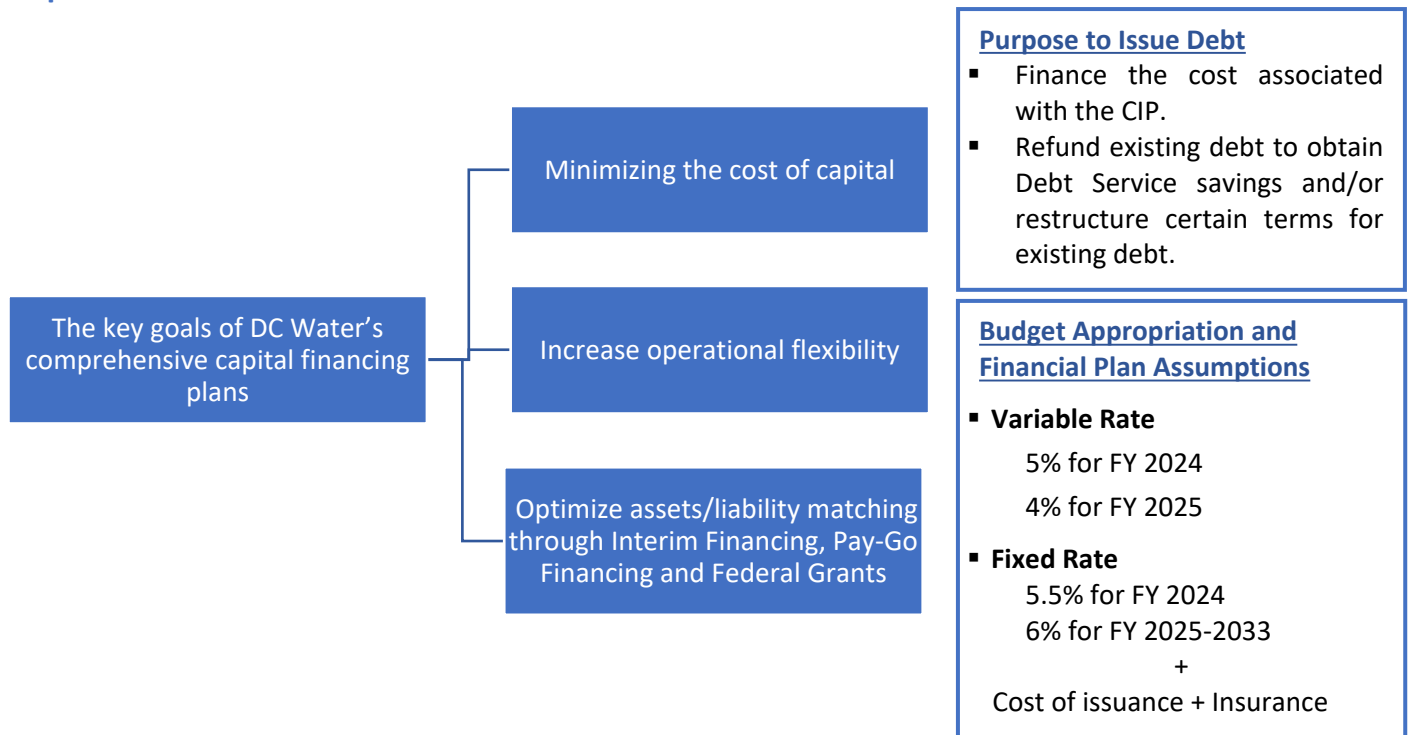 The key goals of DC Water’s
comprehensive capital financing
plans
Minimizing the cost of capital
Increase operational flexibility
Optimize assets/liability matching
through Interim Financing, Pay-Go
Financing and Federal Grants
Purpose to Issue Debt
▪ Finance the cost associated
with the CIP.
▪ Refund existing debt to obtain
Debt Service savings and/or
restructure certain terms for
existing debt.
Budget Appropriation and
Financial Plan Assumptions
▪ Variable Rate
5% for FY 2024
4% for FY 2025
▪ Fixed Rate
5.5% for FY 2024
6% for FY 2025-2033
+
Cost of issuance + Insurance